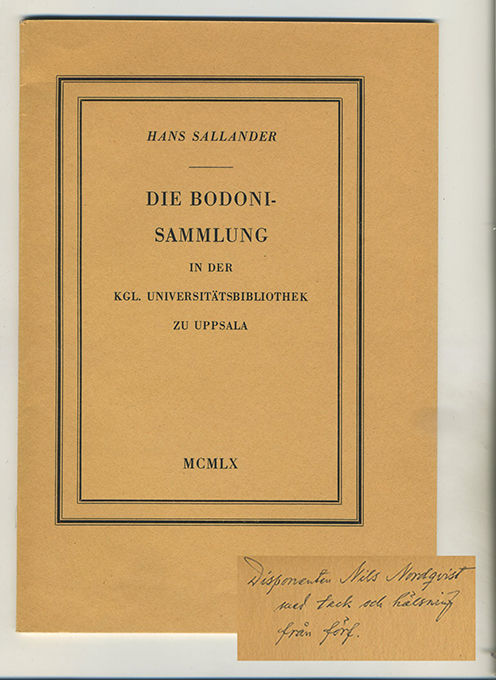 HANS SALLANDER
DIE BODONI-
SAMMLUNG
IN DER
KGL. UNIVERSITÄTSBIBLIOTHEK
ZU UPPSALA
MCMLX
Disponenten Nils Nordqvist
med tack och hälsning
från förf.